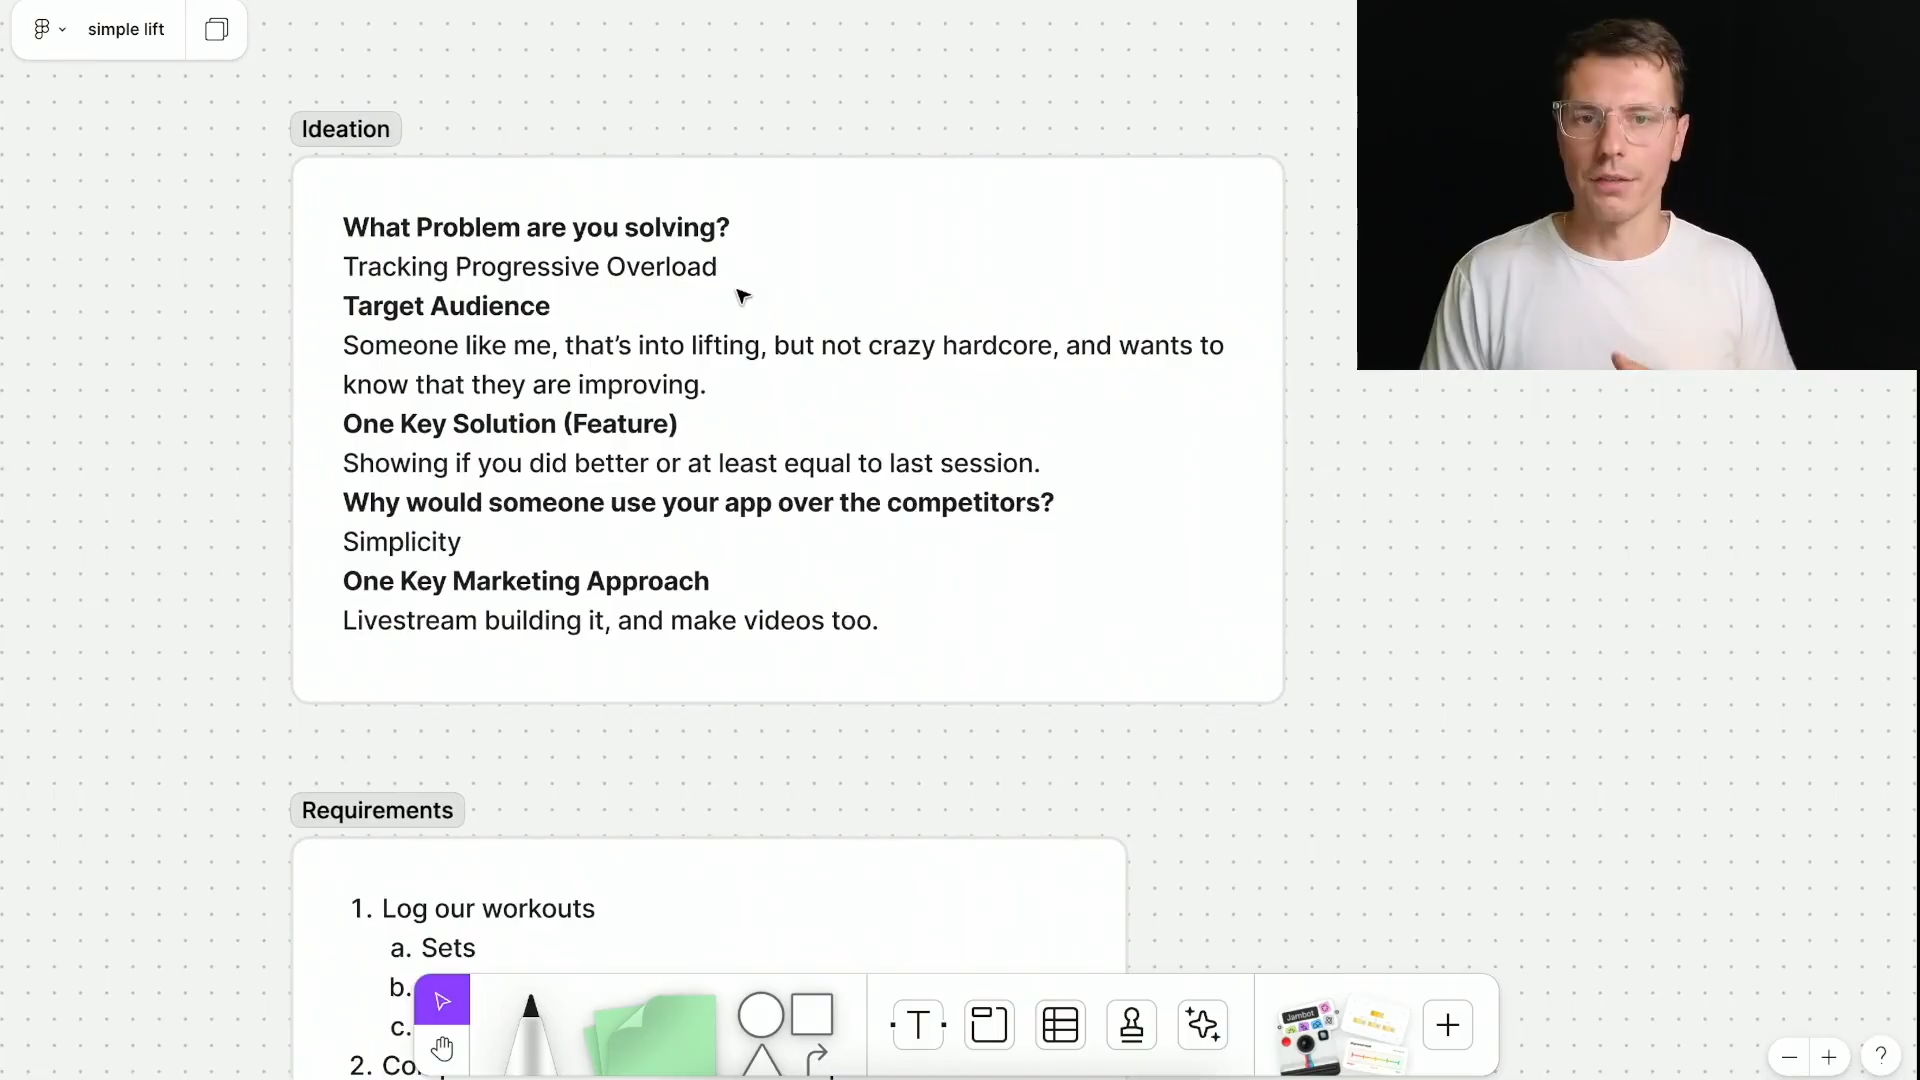 simple lift
Ideation
What Problem are you solving?
Tracking Progressive Overload
Target Audience
Someone like me, that's into lifting, but not crazy hardcore, and wants to
know that they are improving.
One Key Solution (Feature)
Showing if you did better or at least equal to last session.
Why would someone use your app over the competitors?
Simplicity
One Key Marketing Approach
Livestream building it, and make videos too.
Requirements
1. Log our workouts
a. Sets
b.
c.
2. Co
T
Jambot
?